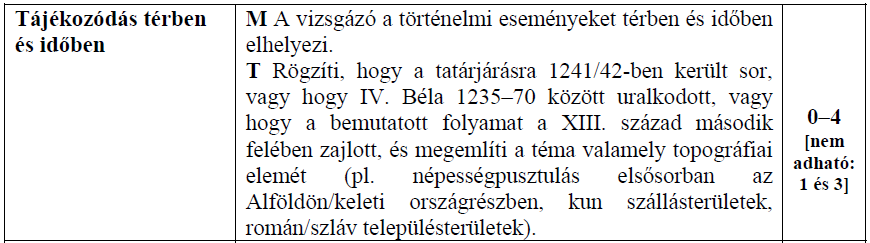 Tájékozódás térben
és időben
M A vizsgázó a történelmi eseményeket térben és időben
elhelyezi.
T Rögzíti, hogy a tatárjárásra 1241/42-ben került sor,
vagy hogy IV. Béla 1235–70 között uralkodott, vagy
hogy a bemutatott folyamat a XIII. század második
felében zajlott, és megemlíti a téma valamely topográfiai
elemét (pl. népességpusztulás elsősorban az
Alföldön/keleti országrészben, kun szállásterületek,
román/szláv településterületek).
0–4
[nem
adható:
1 és 3]